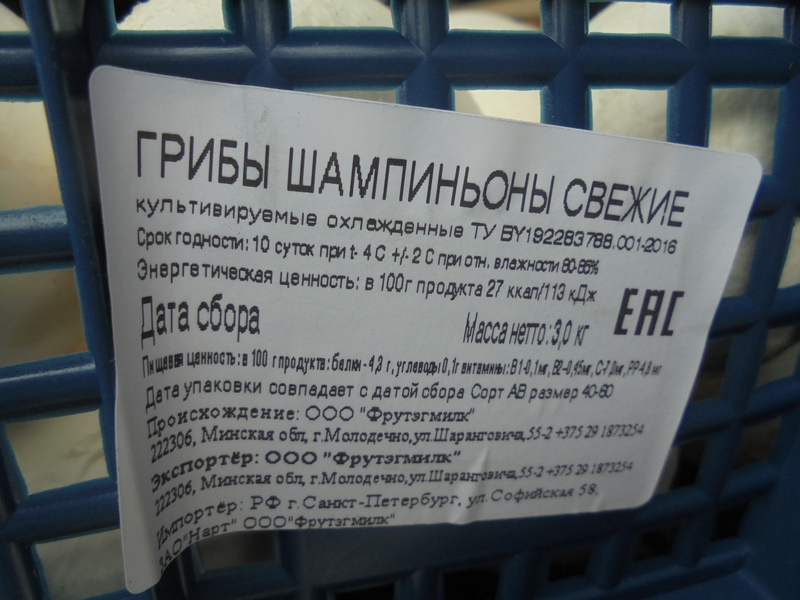 ГРИБЫ ШАМПИНЬОНЫ СВЕЖИЕ
культивируемые охлажденные ТУ BY192283788.001-2016
Срок годности: 10 суток при t- 4 C +/- 2 C при отн. влажности 80-85%
Энергетическая ценность: в 100г продукта 27 ккал/113 кДж
Дата сбора Масса нетто: 3,0 кг EAC
Пищевая ценность: в 100 г продукта: белки-4,3 г, углеводы 0,1г витамины: В1-0,1мг, В2-0,45мг, С-7,0мг, РР-4,8 мг
Дата упаковки совпадает с датой сбора Сорт АВ размер 40-60
Происхождение: ООО "Фрутэгмилк"
222306, Минская обл, г.Молодечно,ул.Шаранговича,55-2 +375 29 1873254
Экспортёр: ООО "Фрутэгмилк"
222306, Минская обл, г.Молодечно,ул.Шаранговича,55-2 +375 29 1873254
Импортёр: РФ г.Санкт-Петербург, ул. Софийская 58,
ЗАО"Нарт" ООО"Фрутэгмилк"